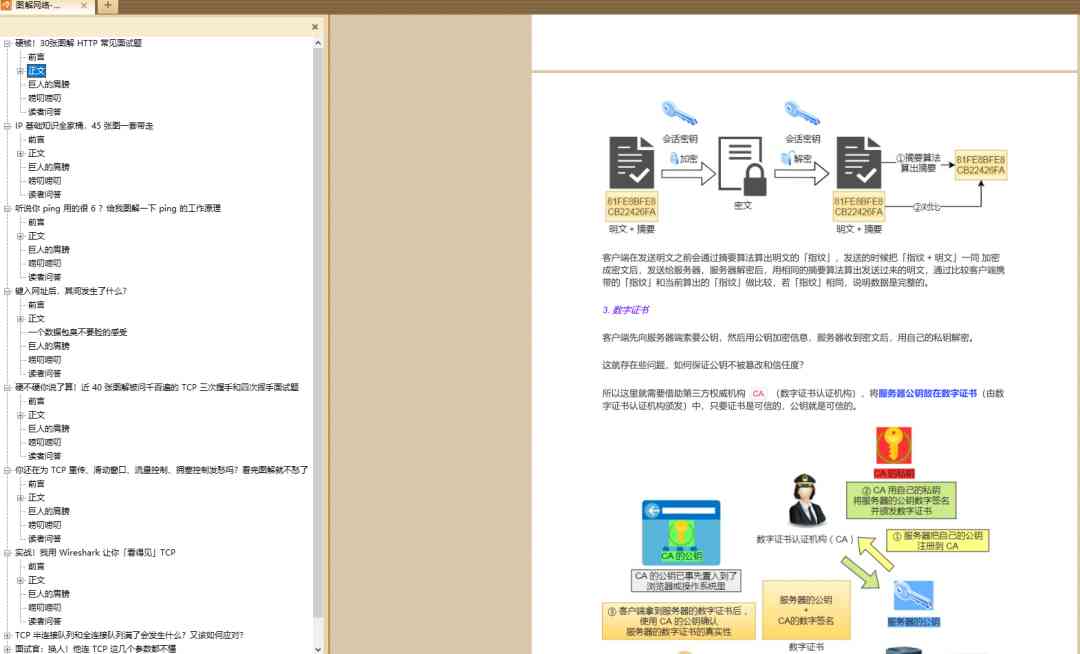 图解网络-...
硬核！30张图解 HTTP 常见面试题
前言
正文
巨人的肩膀
唠叨唠叨
读者问答
IP 基础知识全家桶，45 张图一套带走
前言
正文
巨人的肩膀
唠叨唠叨
读者问答
听说你 ping 用的很 6 ？给我图解一下 ping 的工作原理
前言
正文
巨人的肩膀
唠叨唠叨
读者问答
键入网址后，其间发生了什么？
前言
正文
一个数据包臭不要脸的感受
巨人的肩膀
唠叨唠叨
读者问答
硬不硬你说了算！近 40 张图解被问千百遍的 TCP 三次握手和四次挥手面试题
前言
正文
巨人的肩膀
唠叨唠叨
读者问答
你还在为 TCP 重传、滑动窗口、流量控制、拥塞控制发愁吗？看完图解就不愁了
前言
正文
巨人的肩膀
唠叨唠叨
读者问答
实战！我用 Wireshark 让你「看得见」TCP
前言
正文
巨人的肩膀
唠叨唠叨
读者问答
TCP 半连接队列和全连接队列满了会发生什么？又该如何应对？
面试官：换人！他连 TCP 这几个参数都不懂
会话密钥
会话密钥
加密
解密
密文
81FE8BFE8
CB22426FA
明文 + 摘要
81FE8BFE8
CB22426FA
明文 + 摘要
①摘要算法
算出摘要
81FE8BFE8
CB22426FA
②对比
客户端在发送明文之前会通过摘要算法算出明文的「指纹」，发送的时候把「指纹 + 明文」一同 加密
成密文后，发送给服务器，服务器解密后，用相同的摘要算法算出发送过来的明文，通过比较客户端携
带的「指纹」和当前算出的「指纹」做比较，若「指纹」相同，说明数据是完整的。
3. 数字证书
客户端先向服务器端索要公钥，然后用公钥加密信息，服务器收到密文后，用自己的私钥解密。
这就存在些问题，如何保证公钥不被篡改和信任度？
所以这里就需要借助第三方权威机构 CA （数字证书认证机构），将服务器公钥放在数字证书（由数
字证书认证机构颁发）中，只要证书是可信的，公钥就是可信的。
CA 的私钥
② CA 用自己的私钥
将服务器的公钥数字签名
并颁发数字证书
数字证书认证机构（ CA ）
① 服务器把自己的公钥
注册到 CA
CA 的公钥
CA 的公钥已事先置入到了
浏览器或操作系统里
③ 客户端拿到服务器的数字证书后，
使用 CA 的公钥确认
服务器的数字证书的真实性
服务器的公钥
+
CA的数字签名
数字证书
服务器的公钥